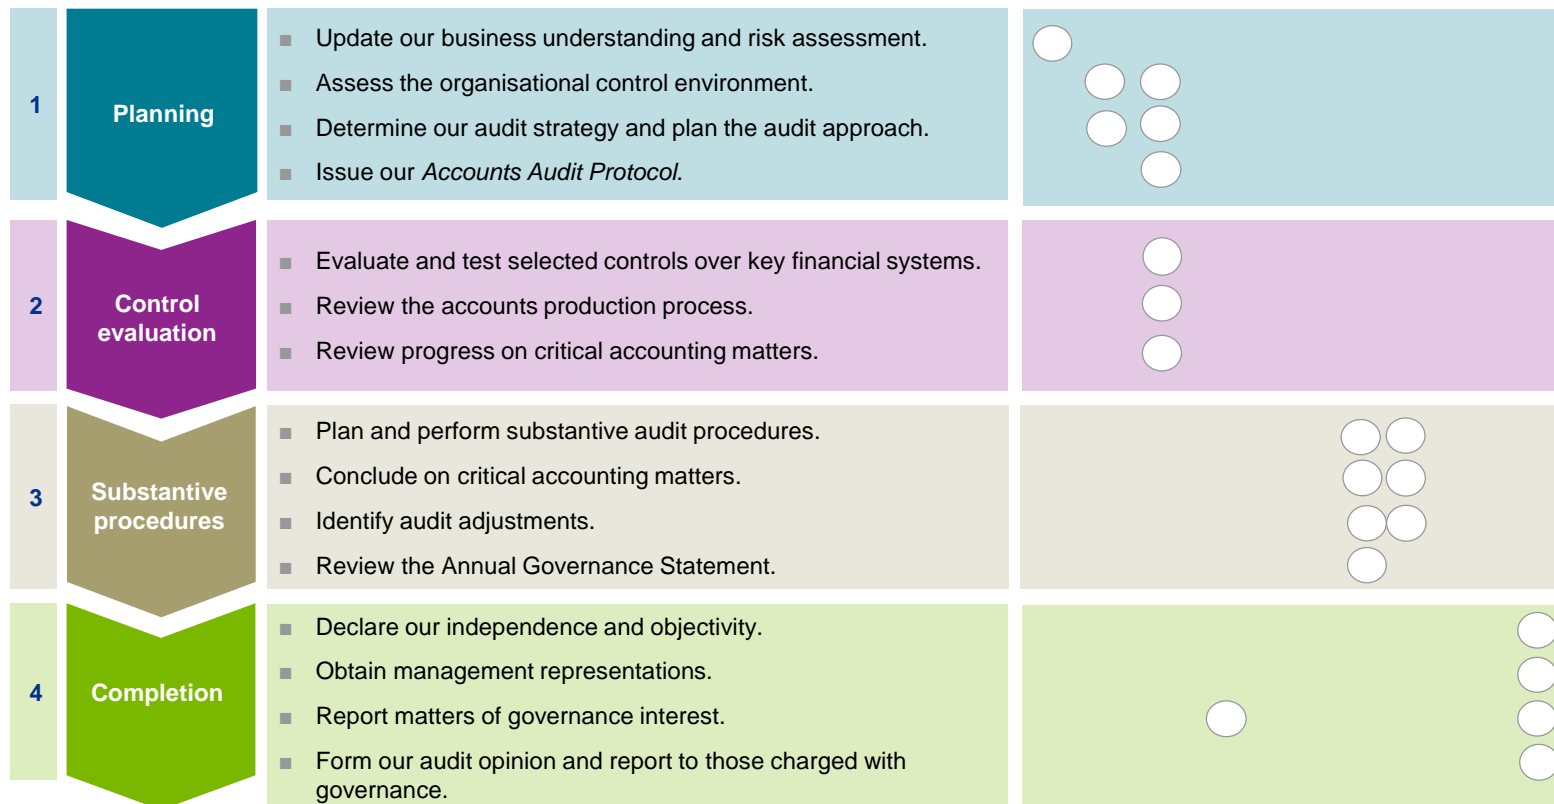 1
Planning
■ Update our business understanding and risk assessment.
■ Assess the organisational control environment.
■ Determine our audit strategy and plan the audit approach.
■ Issue our Accounts Audit Protocol.
2
Control
evaluation
■ Evaluate and test selected controls over key financial systems.
■ Review the accounts production process.
■ Review progress on critical accounting matters.
3
Substantive
procedures
■ Plan and perform substantive audit procedures.
■ Conclude on critical accounting matters.
■ Identify audit adjustments.
■ Review the Annual Governance Statement.
4
Completion
■ Declare our independence and objectivity.
■ Obtain management representations.
■ Report matters of governance interest.
■ Form our audit opinion and report to those charged with
governance.